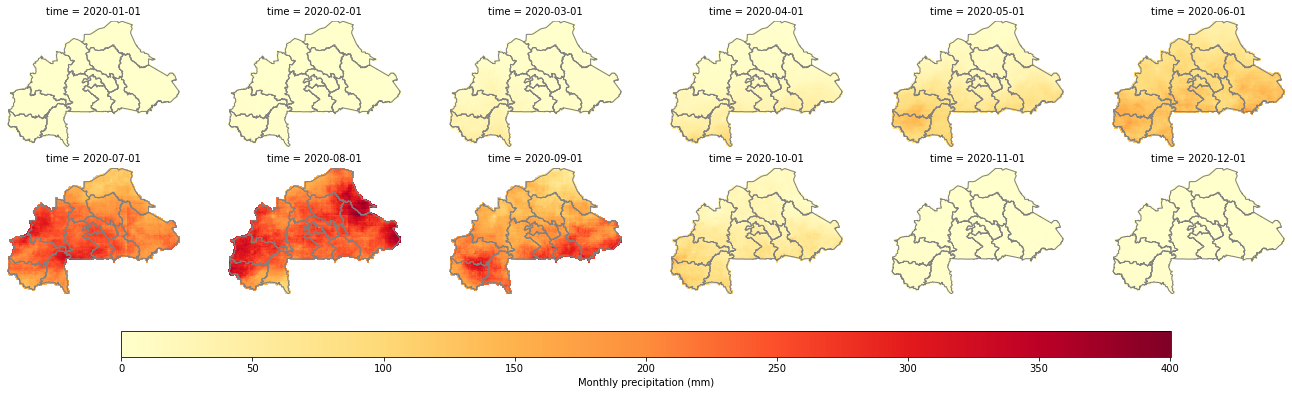 time = 2020-01-01
time = 2020-02-01
time = 2020-03-01
time = 2020-04-01
time = 2020-05-01
time = 2020-06-01
time = 2020-07-01
time = 2020-08-01
time = 2020-09-01
time = 2020-10-01
time = 2020-11-01
time = 2020-12-01
0 50 100 150 200 250 300 350 400
Monthly precipitation (mm)